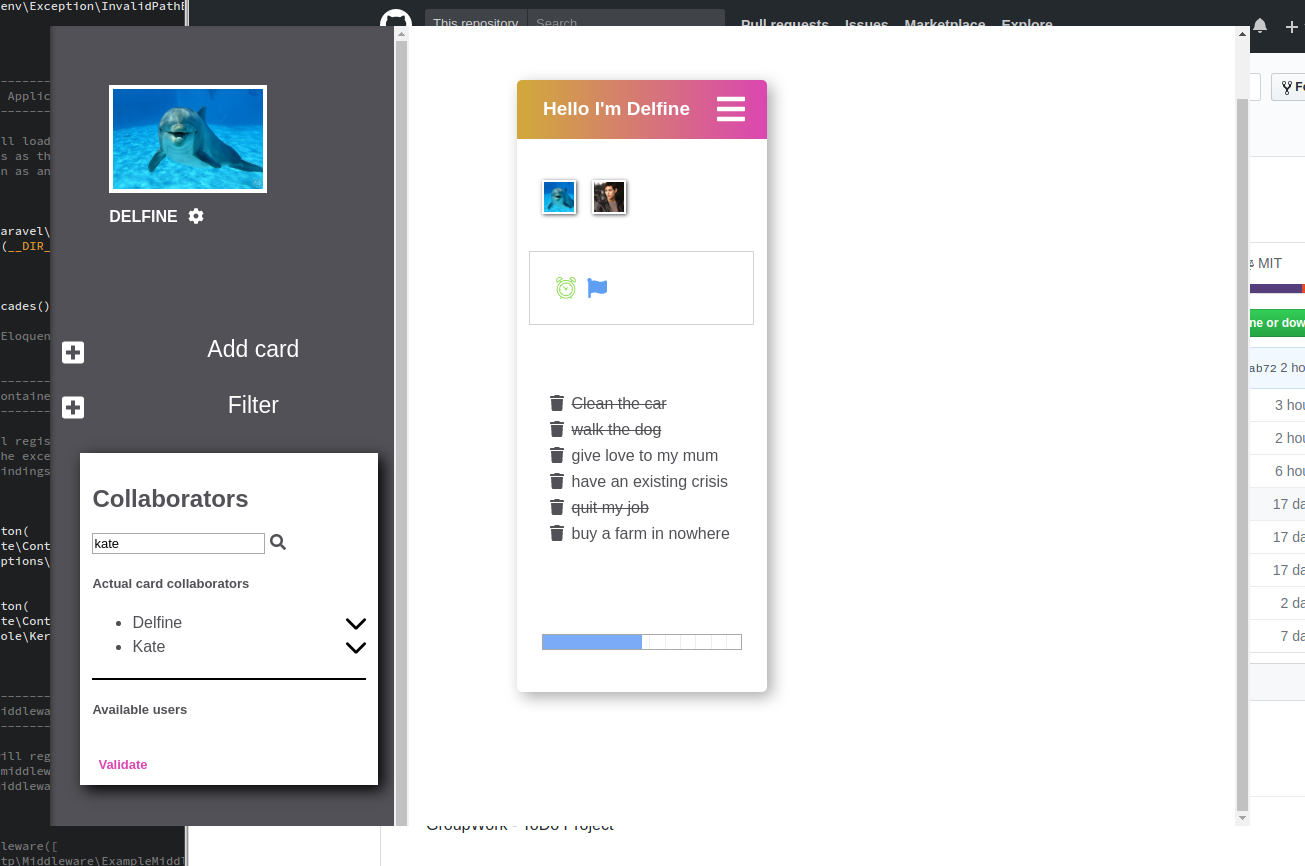 env\Exception\InvalidPathE
This repository
Search
Pull requests
Issues
Marketplace
Explore
Applic
ll load
s as th
n as an
aravel\
(__DIR_
cades()
Eloquen
ontaine
l regis
he exce
indings
ton(
te\Cont
ptions\
ton(
te\Cont
ole\Ker
iddlewa
ill reg
middlew
iddlewa
leware([
tp\Middleware\ExampleMiddl
DELFINE
Add card
Filter
Collaborators
kate
Actual card collaborators
Delfine
Kate
Available users
Validate
Hello I'm Delfine
Clean the car
walk the dog
give love to my mum
have an existing crisis
quit my job
buy a farm in nowhere
MIT
ne or dow
ab72 2 ho
3 hou
2 hou
6 hou
17 da
17 da
17 da
2 da
7 da
GroupWork - ToDo Project